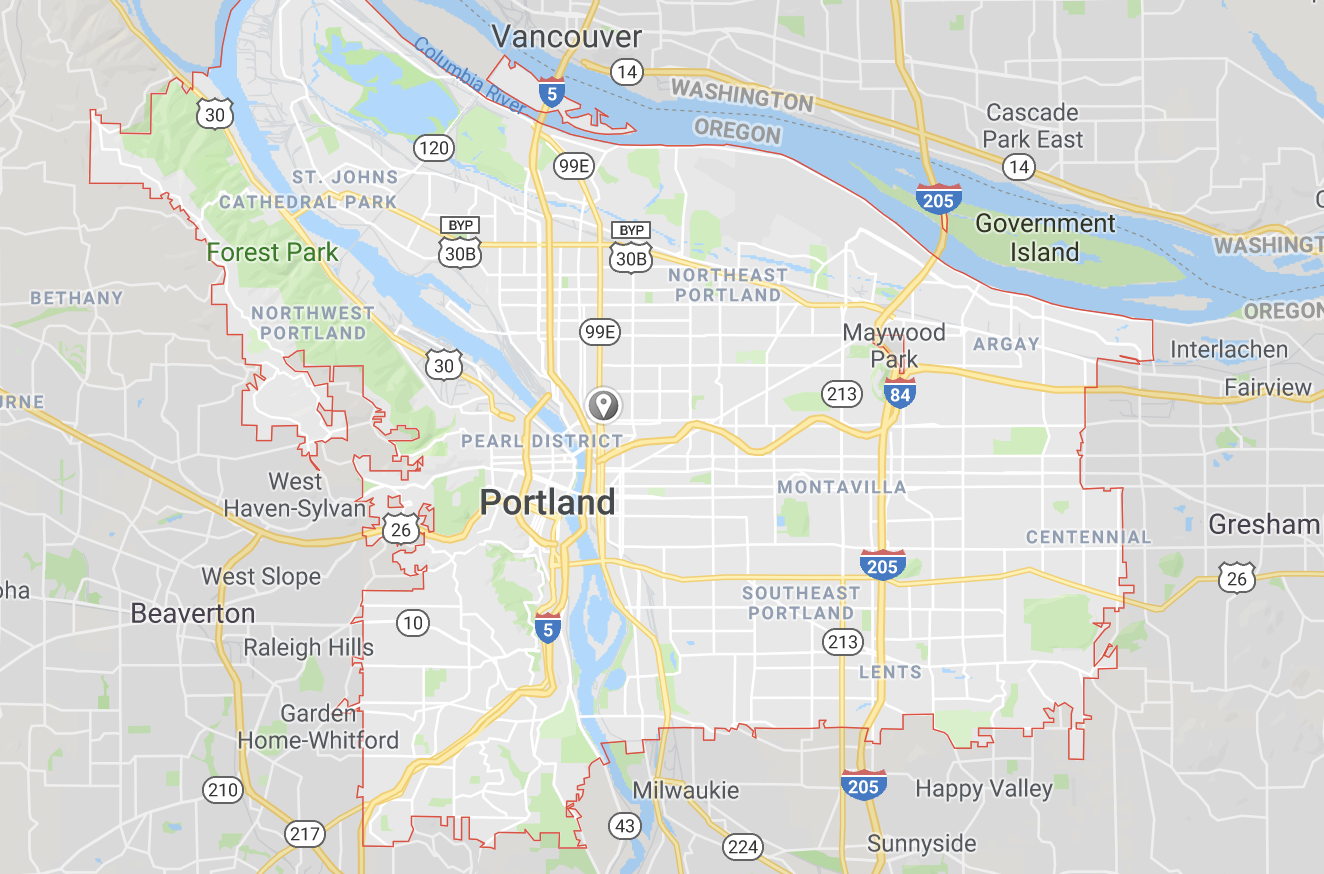 Vancouver
14
5
Columbia River
WASHINGTON
OREGON
Cascade
Park East
14
30
120
99E
ST. JOHNS
CATHEDRAL PARK
205
Government
Island
WASHINGT
OREGON
BYP
30B
BYP
30B
Forest Park
NORTHEAST
PORTLAND
BETHANY
NORTHWEST
PORTLAND
99E
Maywood
Park
ARGAY
Interlachen
30
213
84
Fairview
PEARL DISTRICT
West
Haven-Sylvan
Portland
MONTAVILLA
26
CENTENNIAL
Gresham
205
26
West Slope
Beaverton
SOUTHEAST
PORTLAND
10
5
Raleigh Hills
213
LENTS
Garden
Home-Whitford
210
Milwaukie
205
Happy Valley
217
43
224
Sunnyside